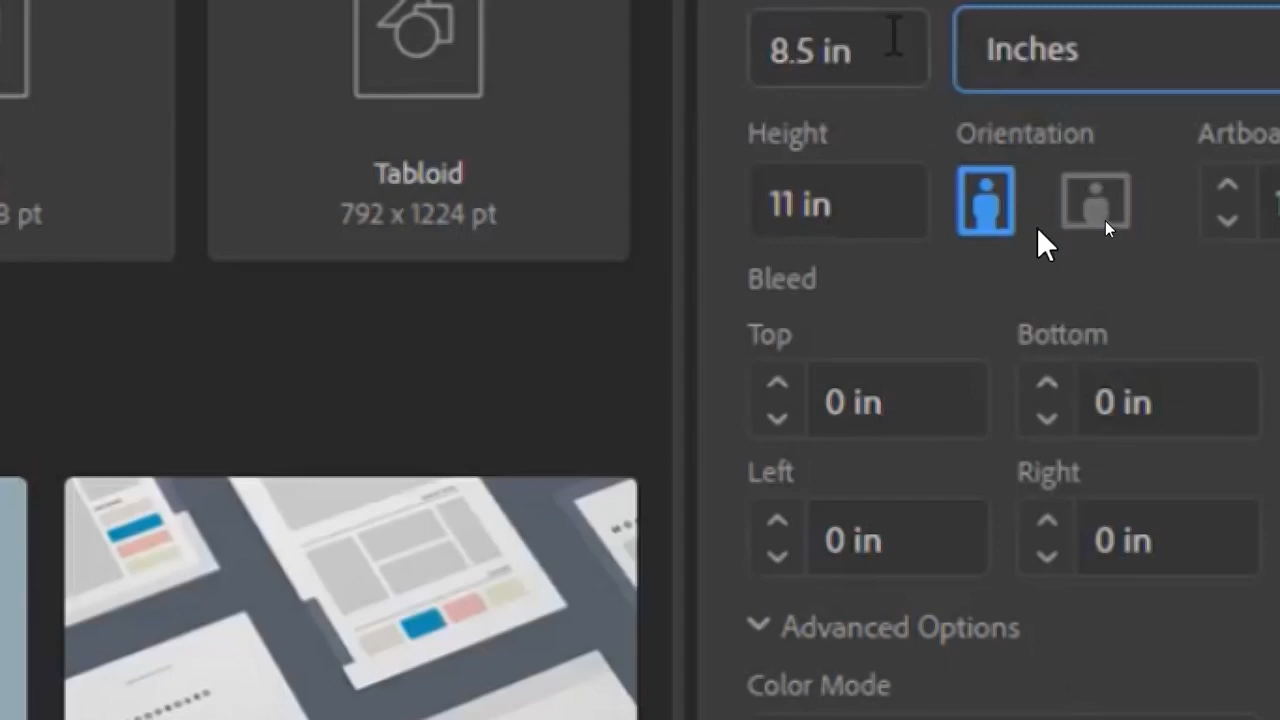 8.5 in
Inches
Height
Orientation
11 in
Tabloid
792 x 1224 pt
pt
Bleed
Top
Bottom
0 in
0 in
Left
Right
0 in
0 in
Advanced Options
Color Mode